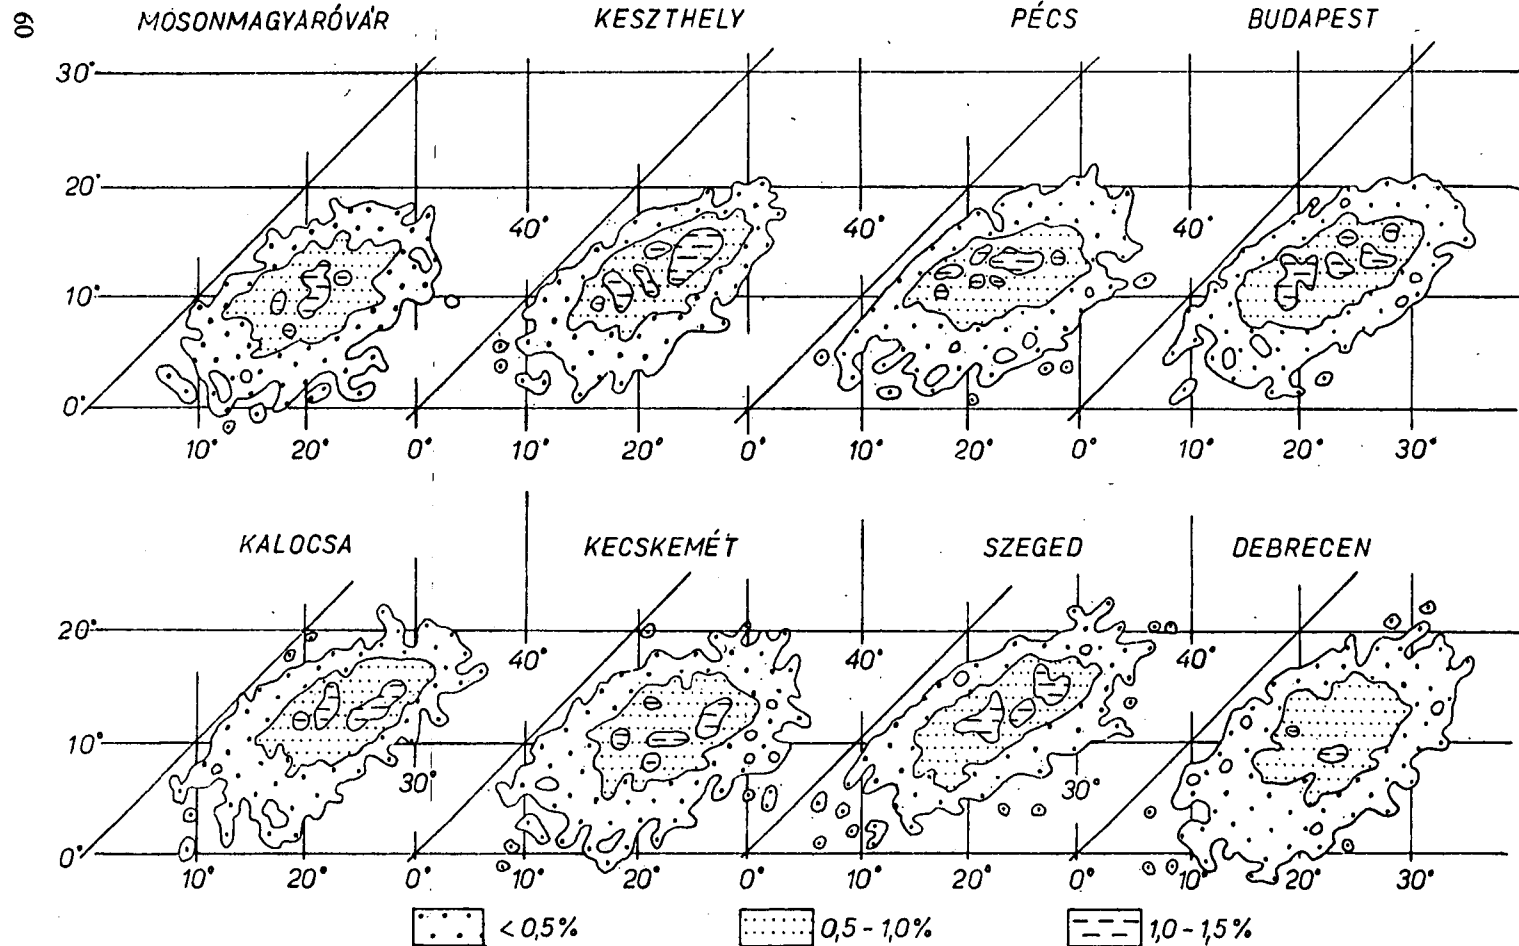 60
MOSONMAGYARÓVÁR KESZTHELY PÉCS BUDAPEST
30°
20°
40° 40° 40°
10°
0°
10° 20° 0° 10° 20° 0° 10° 20° 0° 10° 20° 30°
KALOCSA KECSKEMÉT SZEGED DEBRECEN
20°
40° 40° 40°
10°
30° 30°
0°
10° 20° 0° 10° 20° 0° 10° 20° 0° 10° 20° 30°
< 0,5% 0,5 - 1,0% 1,0 - 1,5%